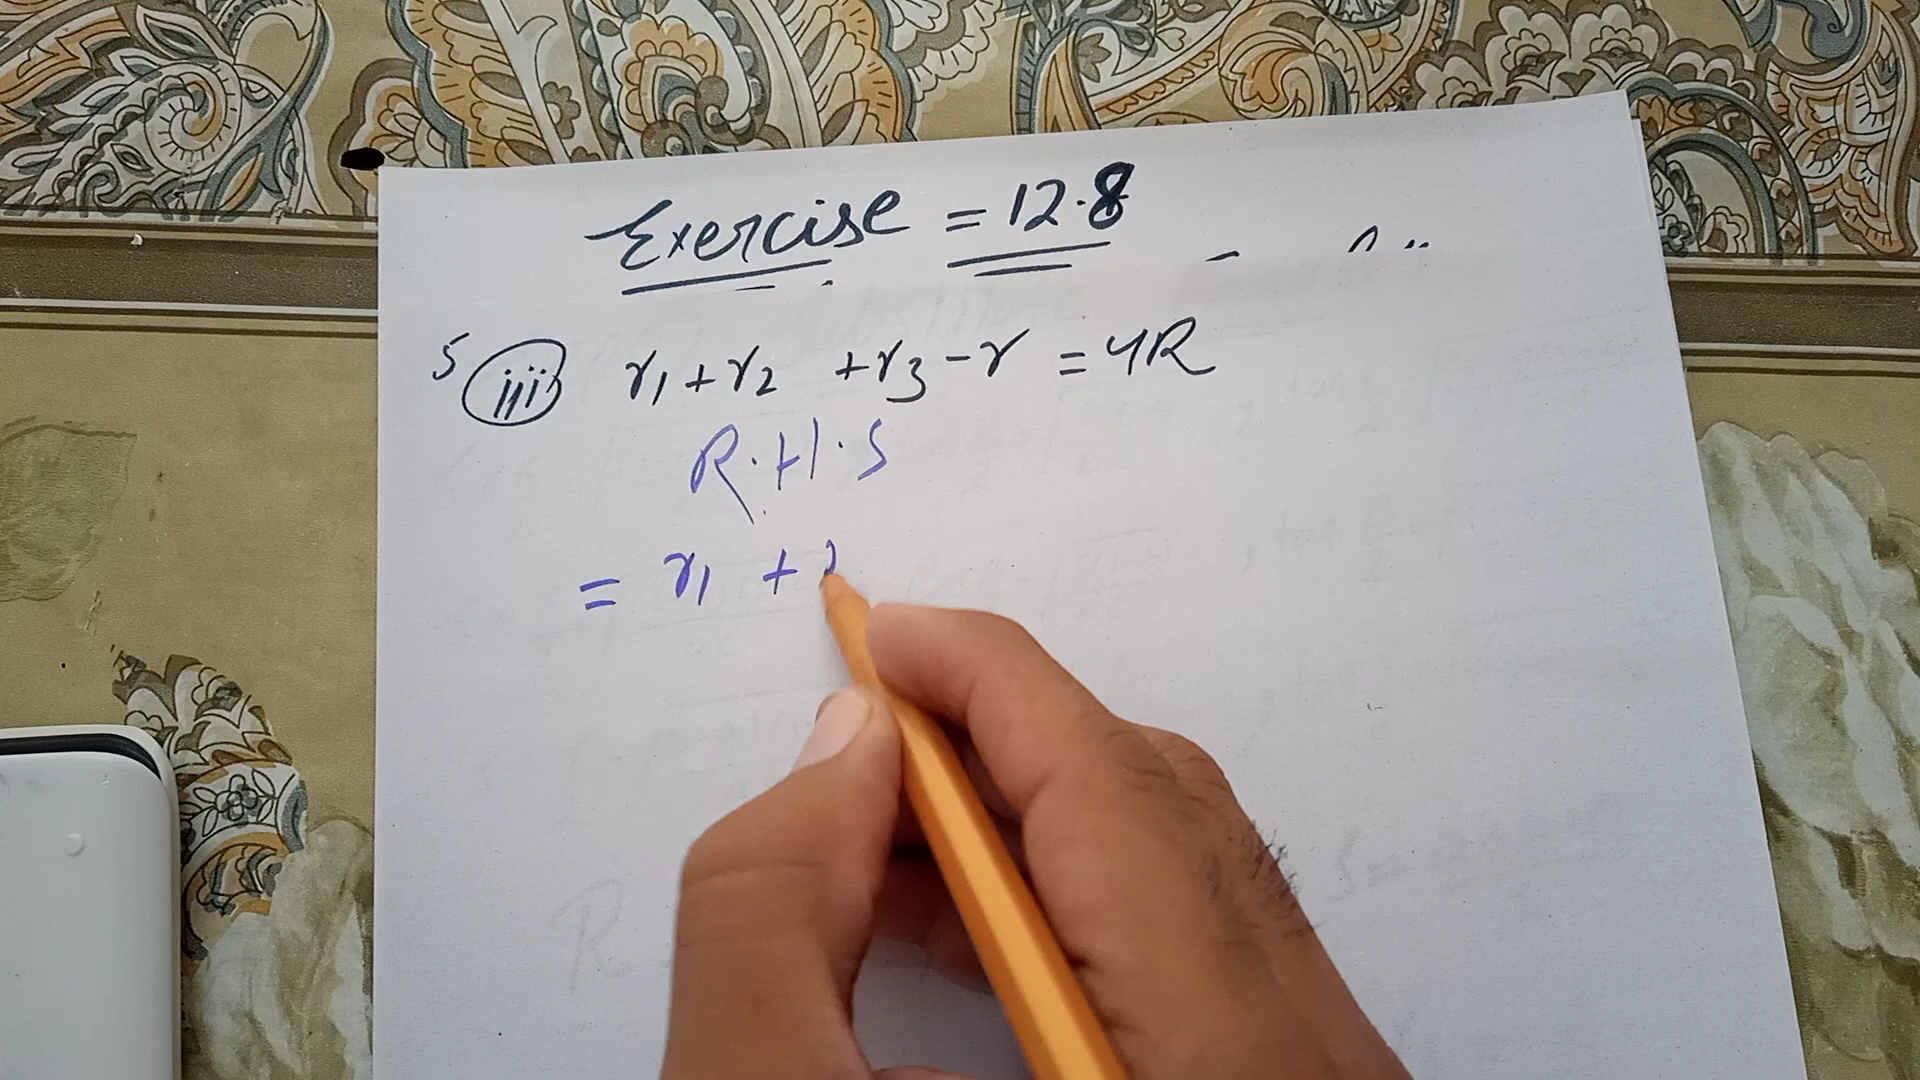 Exercise = 12.8
5 iii r1 + r2 + r3 - r = 4R
R.H.S
= r1 +